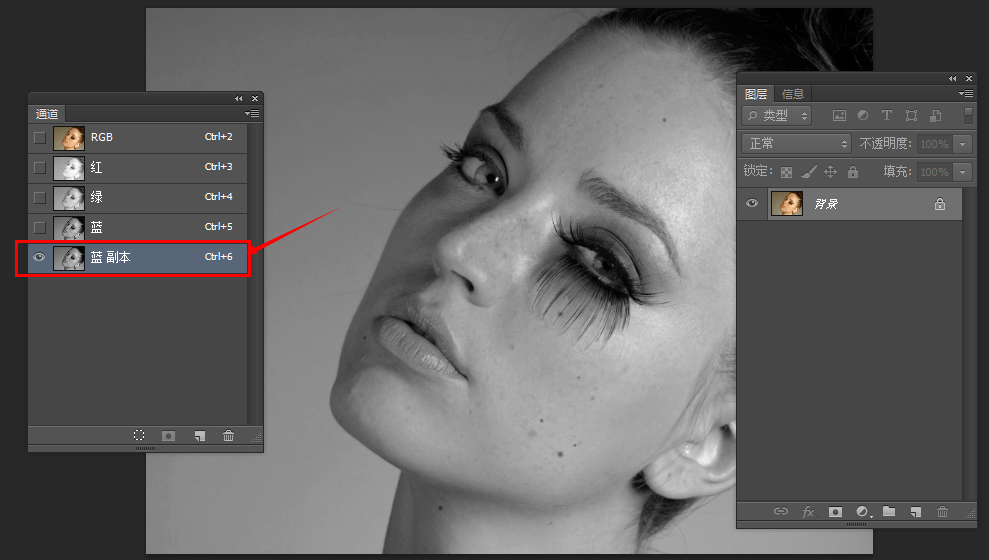 通道
RGB Ctrl+2
红 Ctrl+3
绿 Ctrl+4
蓝 Ctrl+5
蓝 副本 Ctrl+6
图层 信息
类型
正常 不透明度: 100%
锁定: 填充: 100%
背景
fx